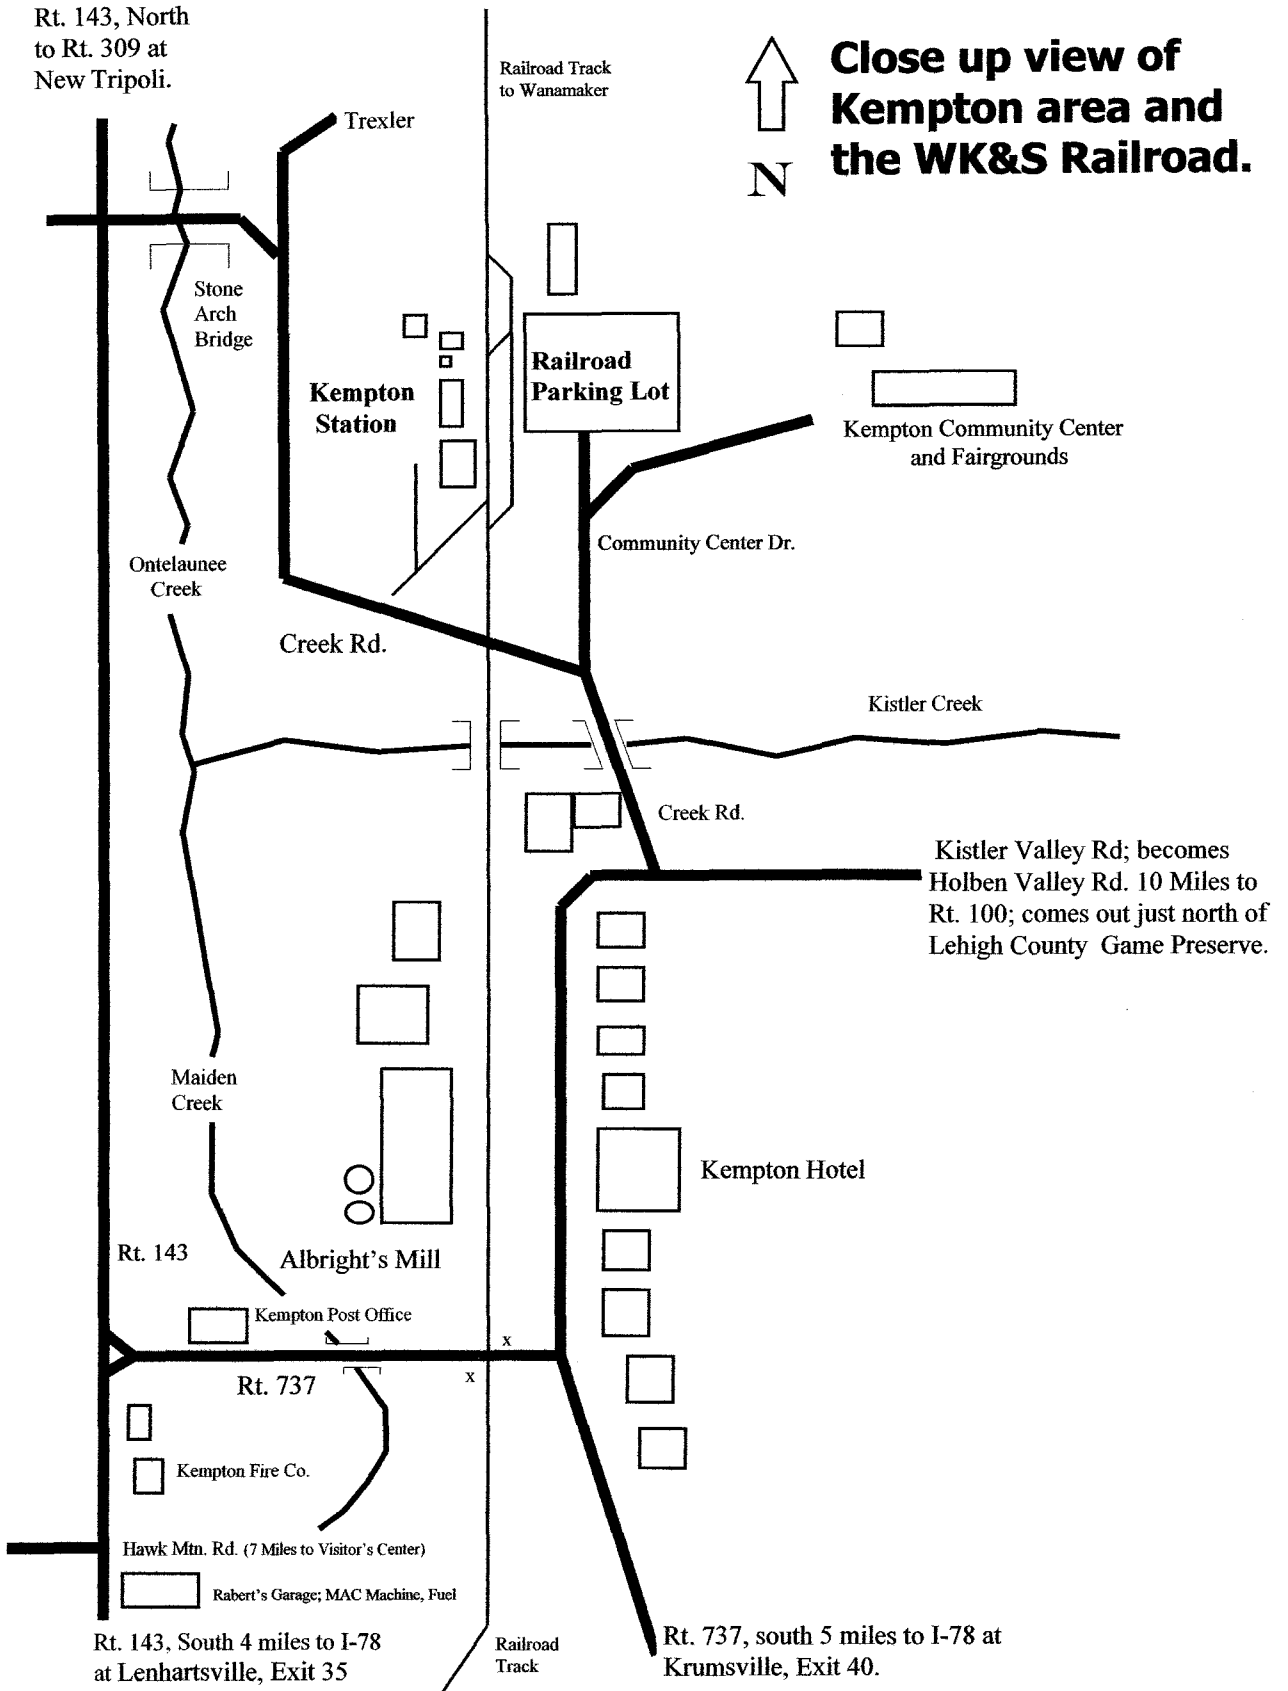 Rt. 143, North
to Rt. 309 at
New Tripoli.
Railroad Track
to Wanamaker
Close up view of
Kempton area and
the WK&S Railroad.
N
Trexler
Stone
Arch
Bridge
Kempton
Station
Railroad
Parking Lot
Kempton Community Center
and Fairgrounds
Community Center Dr.
Ontelaunee
Creek
Creek Rd.
Kistler Creek
Creek Rd.
Kistler Valley Rd; becomes
Holben Valley Rd. 10 Miles to
Rt. 100; comes out just north of
Lehigh County Game Preserve.
Maiden
Creek
Kempton Hotel
Rt. 143
Albright's Mill
Kempton Post Office
x
Rt. 737
x
Kempton Fire Co.
Hawk Mtn. Rd. (7 Miles to Visitor's Center)
Rabert's Garage; MAC Machine, Fuel
Rt. 143, South 4 miles to I-78
at Lenhartsville, Exit 35
Railroad
Track
Rt. 737, south 5 miles to I-78 at
Krumsville, Exit 40.